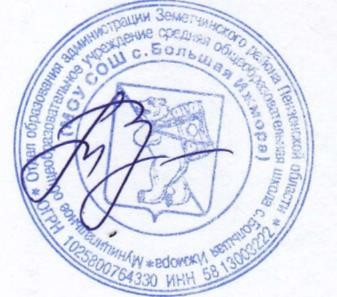 * Отдел образования администрации Земетчинского района Пензенской области *
ОГРН 1025800764330 ИНН 5813003222
Муниципальное общеобразовательное учреждение средняя общеобразовательная школа с.Большая Ижмора *
(МОУ СОШ с.Большая Ижмора)